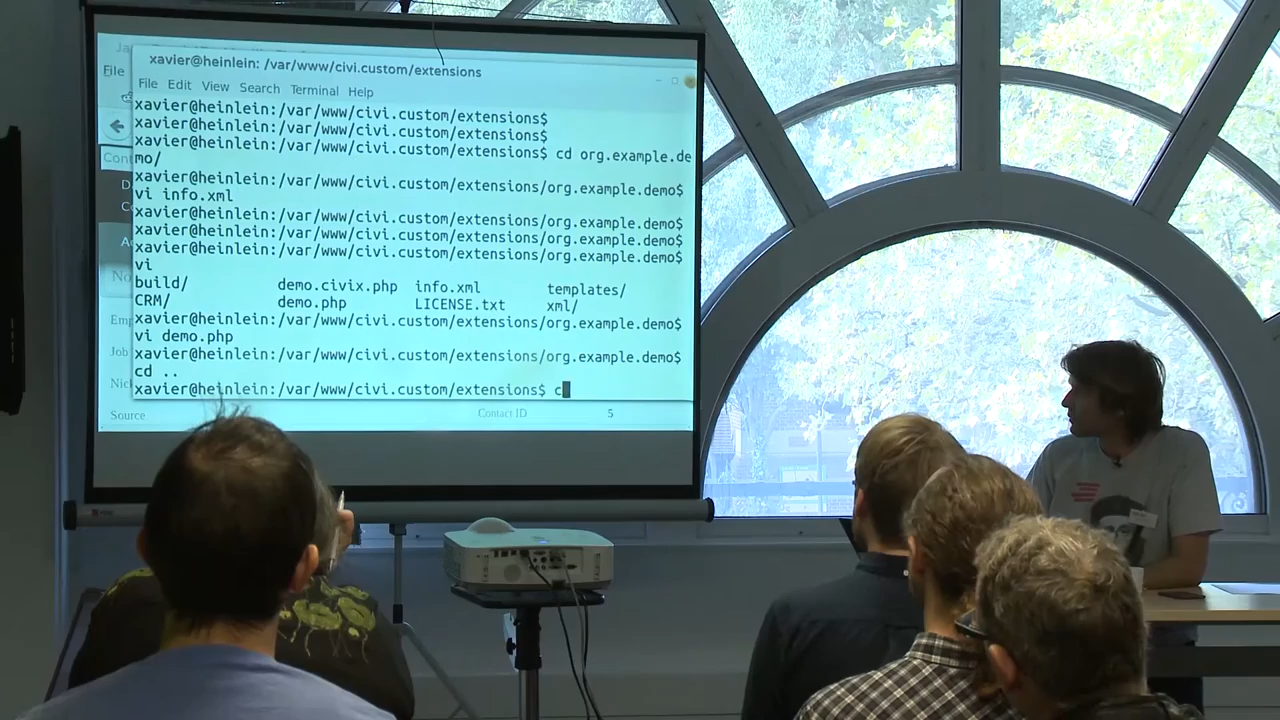 xavier@heinlein: /var/www/civi.custom/extensions
File
File Edit View Search Terminal Help
xavier@heinlein:/var/www/civi.custom/extensions$
xavier@heinlein:/var/www/civi.custom/extensions$
xavier@heinlein:/var/www/civi.custom/extensions$ cd org.example.de
mo/
xavier@heinlein:/var/www/civi.custom/extensions/org.example.demo$
vi info.xml
xavier@heinlein:/var/www/civi.custom/extensions/org.example.demo$
xavier@heinlein:/var/www/civi.custom/extensions/org.example.demo$
xavier@heinlein:/var/www/civi.custom/extensions/org.example.demo$
vi
build/ demo.civix.php info.xml templates/
CRM/ demo.php LICENSE.txt xml/
xavier@heinlein:/var/www/civi.custom/extensions/org.example.demo$
vi demo.php
xavier@heinlein:/var/www/civi.custom/extensions/org.example.demo$
cd ..
xavier@heinlein:/var/www/civi.custom/extensions$ c
Job
Source Contact ID 5